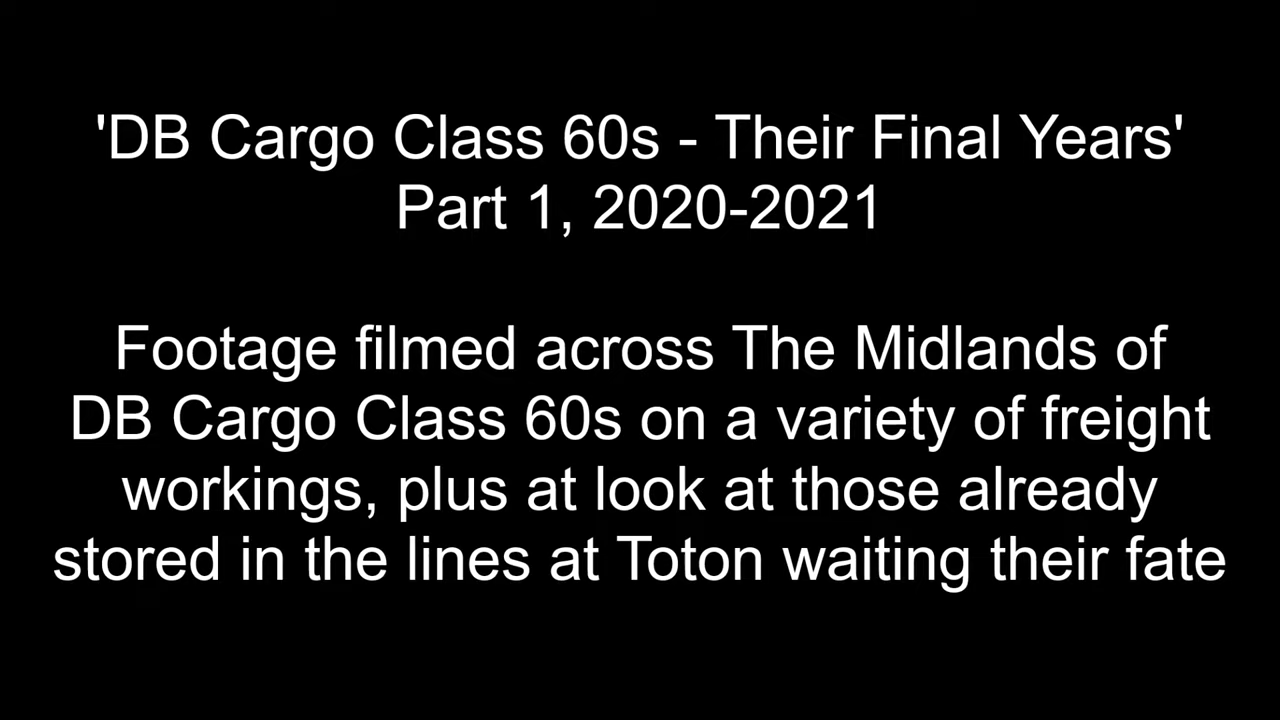 'DB Cargo Class 60s - Their Final Years'
Part 1, 2020-2021
Footage filmed across The Midlands of
DB Cargo Class 60s on a variety of freight
workings, plus at look at those already
stored in the lines at Toton waiting their fate